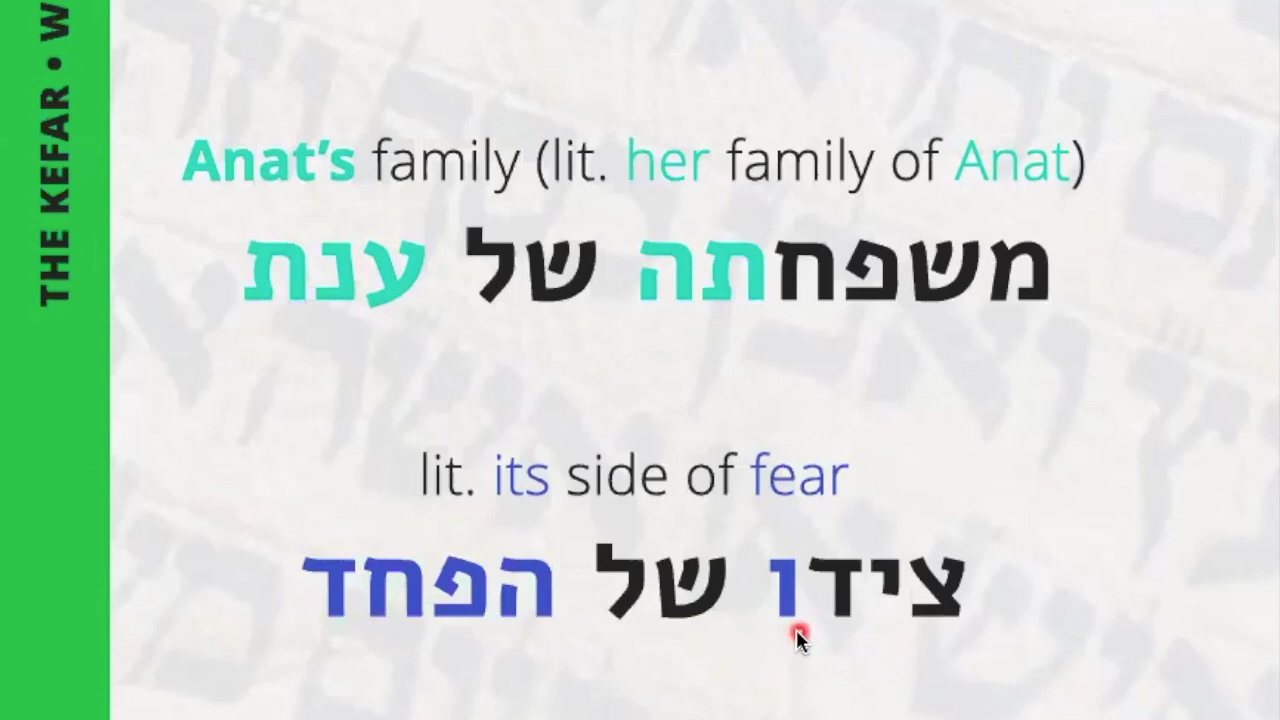 THE KEFAR • W
Anat's family (lit. her family of Anat)
משפחתה של ענת
lit. its side of fear
צידו של הפחד